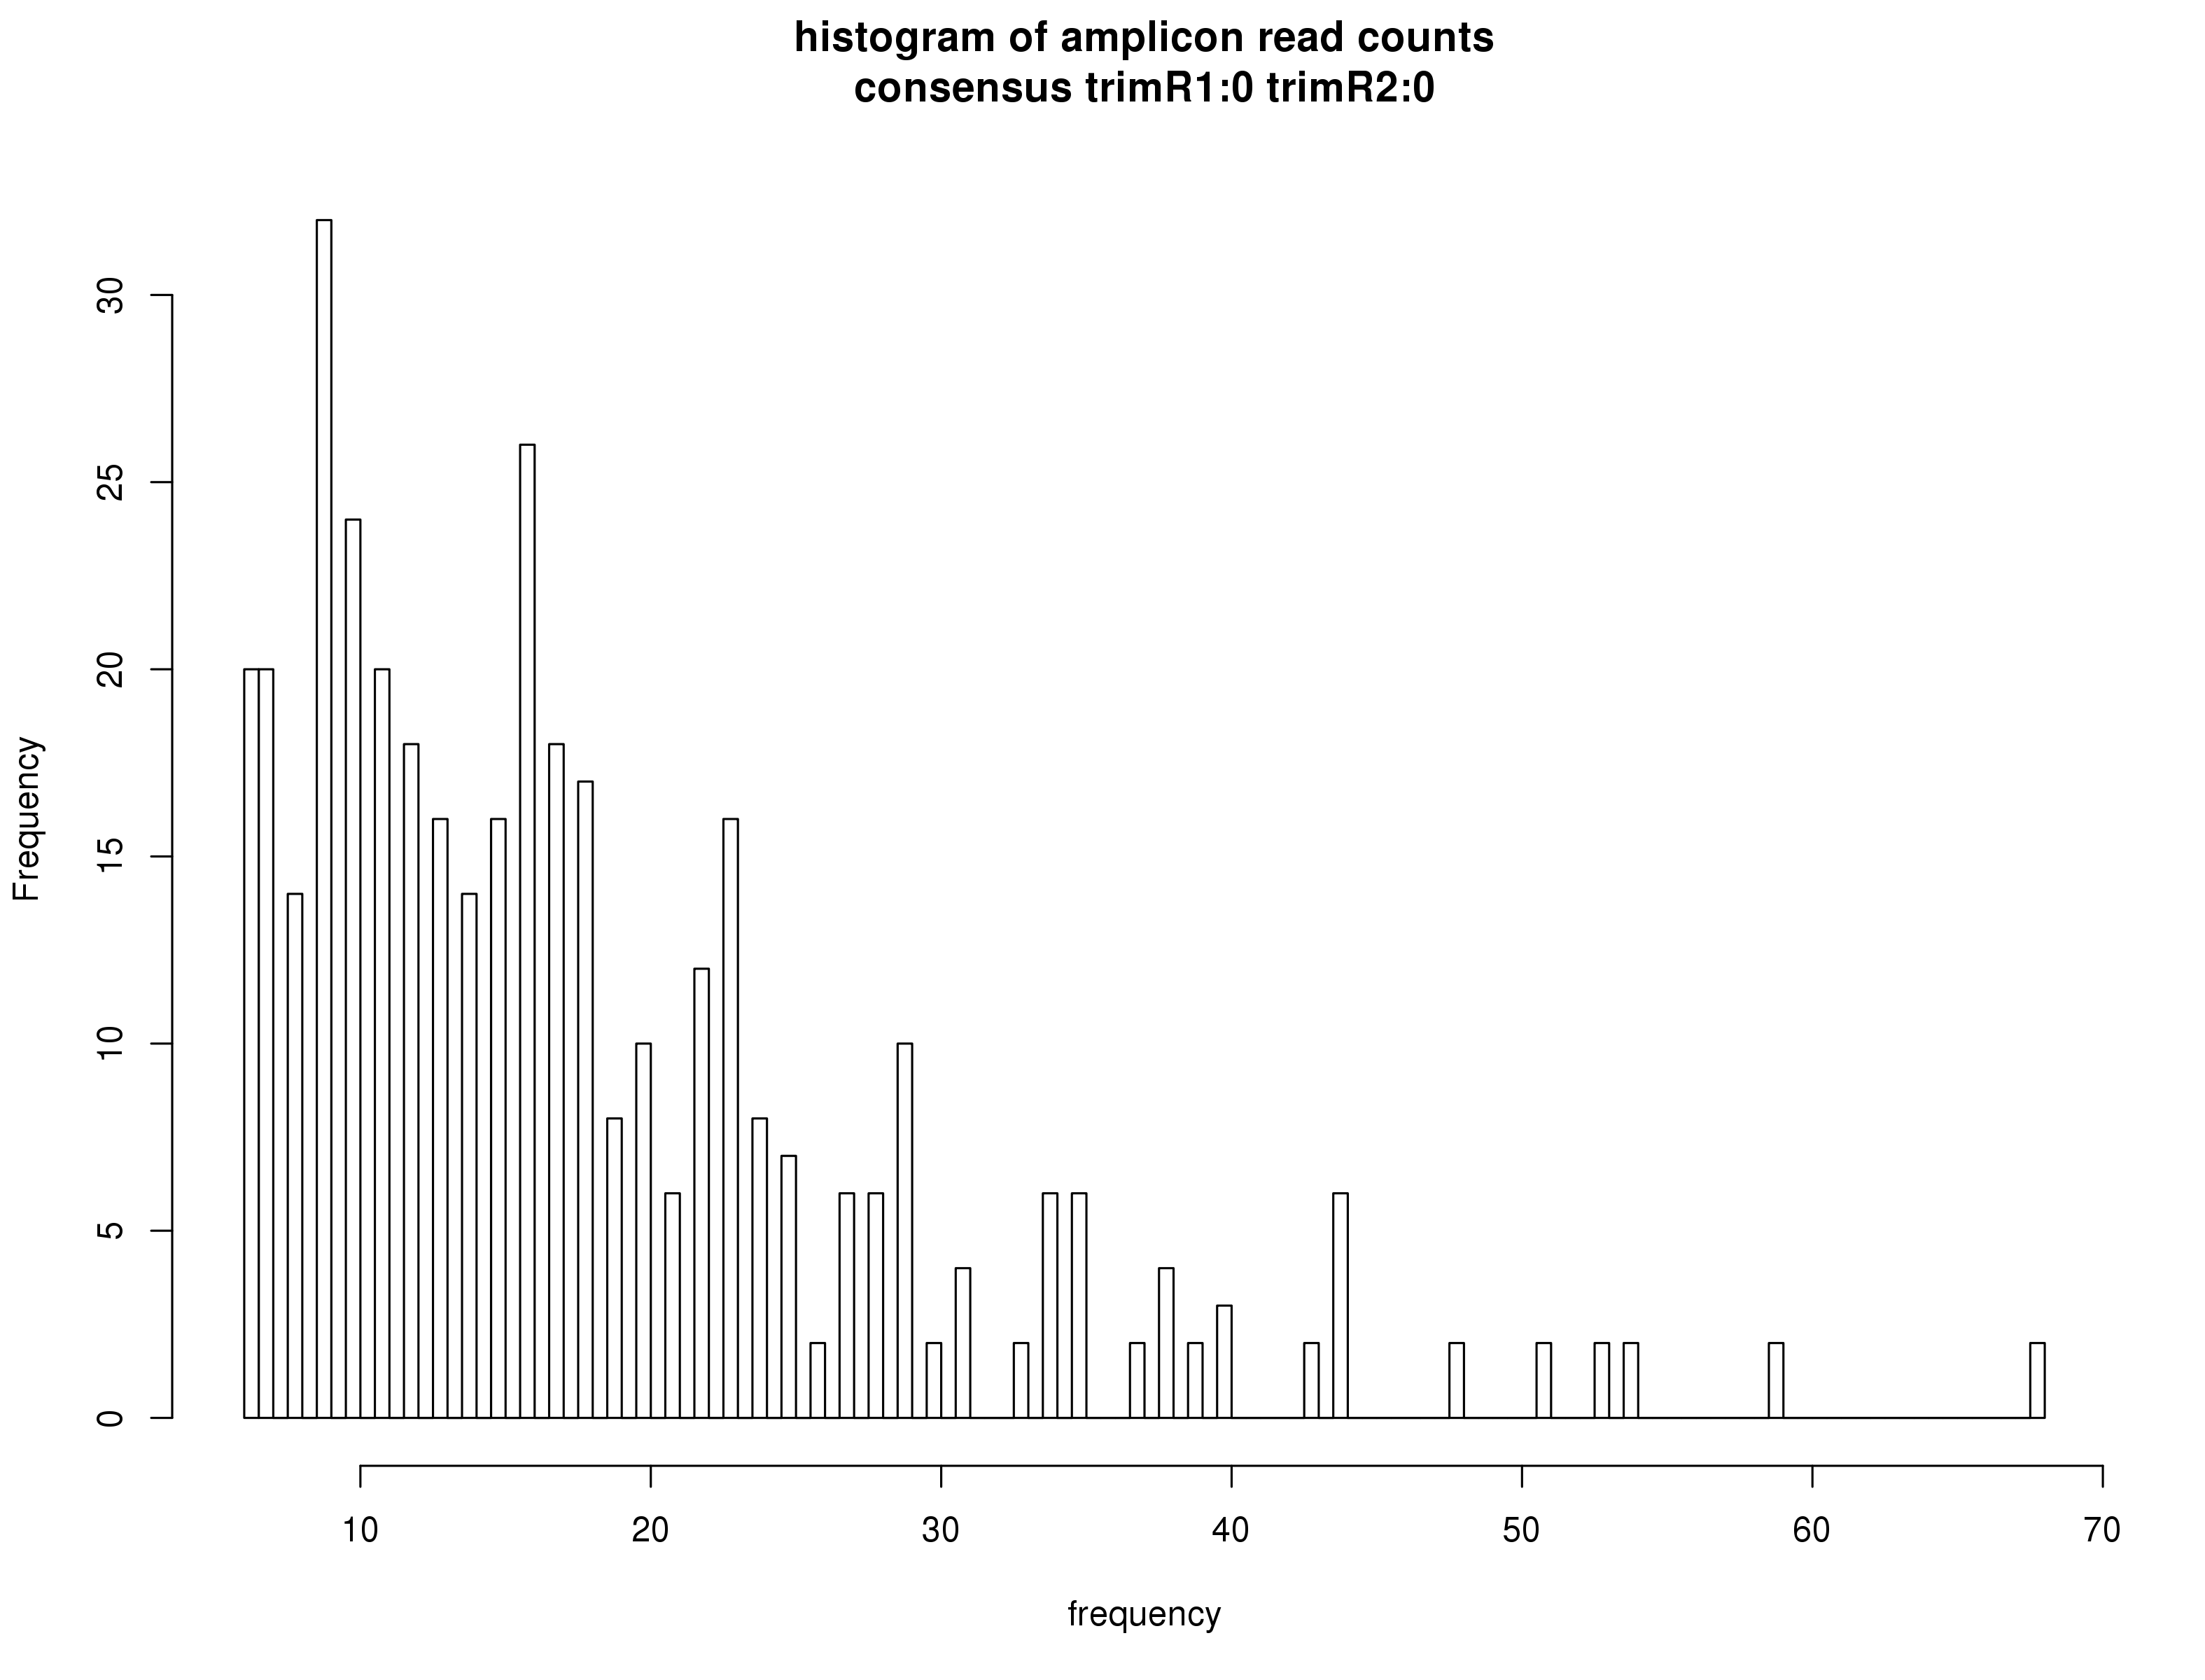 histogram of amplicon read counts
consensus trimR1:0 trimR2:0
Frequency
30
25
20
15
10
5
0
10 20 30 40 50 60 70
frequency